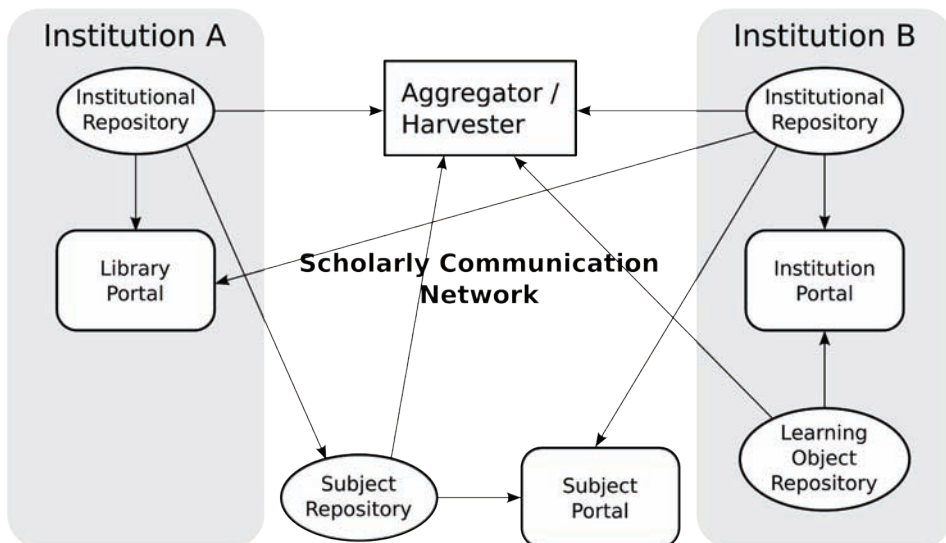 Institution A
Institutional
Repository
Library
Portal
Aggregator /
Harvester
Scholarly Communication
Network
Subject
Repository
Subject
Portal
Institution B
Institutional
Repository
Institution
Portal
Learning
Object
Repository